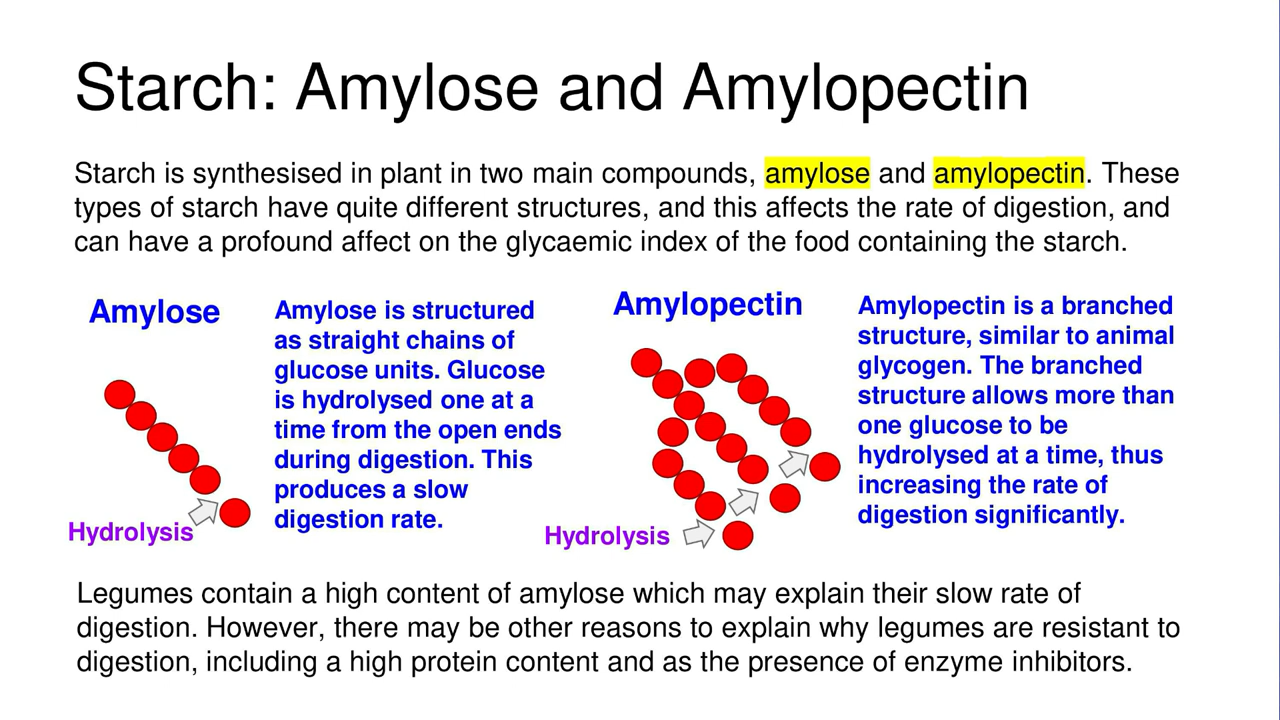 Starch: Amylose and Amylopectin
Starch is synthesised in plant in two main compounds, amylose and amylopectin. These
types of starch have quite different structures, and this affects the rate of digestion, and
can have a profound affect on the glycaemic index of the food containing the starch.
Amylose
Amylose is structured
as straight chains of
glucose units. Glucose
is hydrolysed one at a
time from the open ends
during digestion. This
produces a slow
digestion rate.
Hydrolysis
Amylopectin
Amylopectin is a branched
structure, similar to animal
glycogen. The branched
structure allows more than
one glucose to be
hydrolysed at a time, thus
increasing the rate of
digestion significantly.
Hydrolysis
Legumes contain a high content of amylose which may explain their slow rate of
digestion. However, there may be other reasons to explain why legumes are resistant to
digestion, including a high protein content and as the presence of enzyme inhibitors.